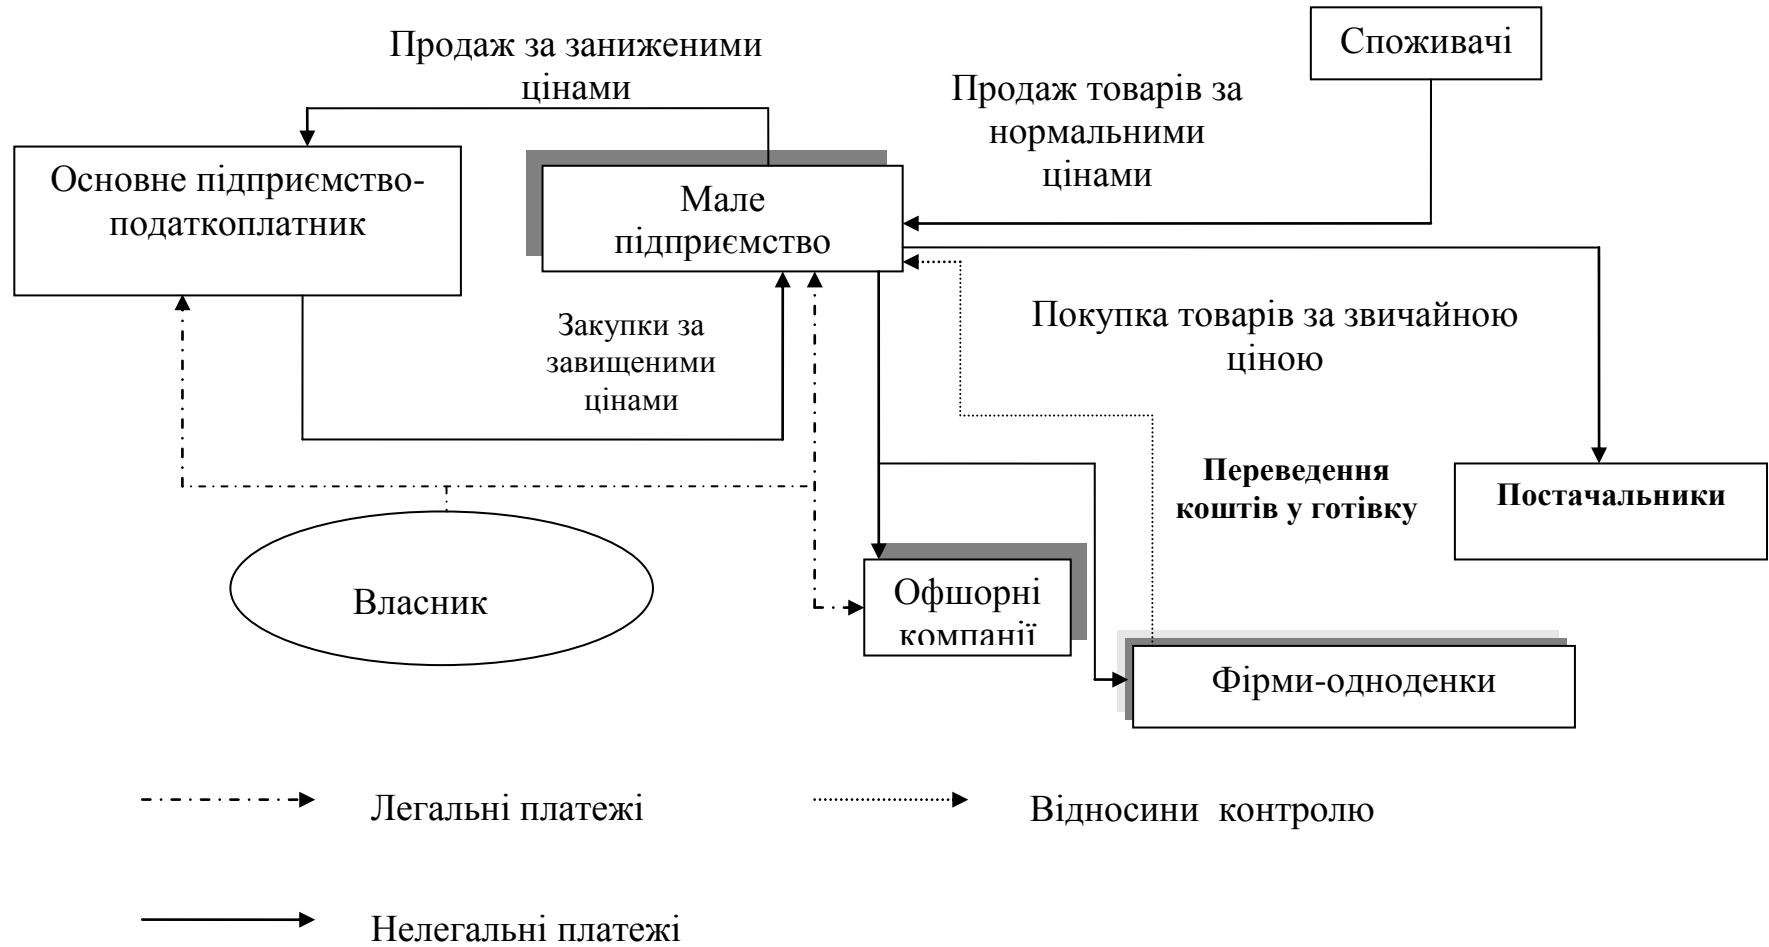 Споживачі
Продаж за заниженими
цінами
Продаж товарів за
нормальними
цінами
Основне підприємство-
податкоплатник
Мале
підприємство
Закупки за
завищеними
цінами
Покупка товарів за звичайною
ціною
Переведення
коштів у готівку
Постачальники
Власник
Офшорні
компанії
Фірми-одноденки
Легальні платежі
Відносини контролю
Нелегальні платежі